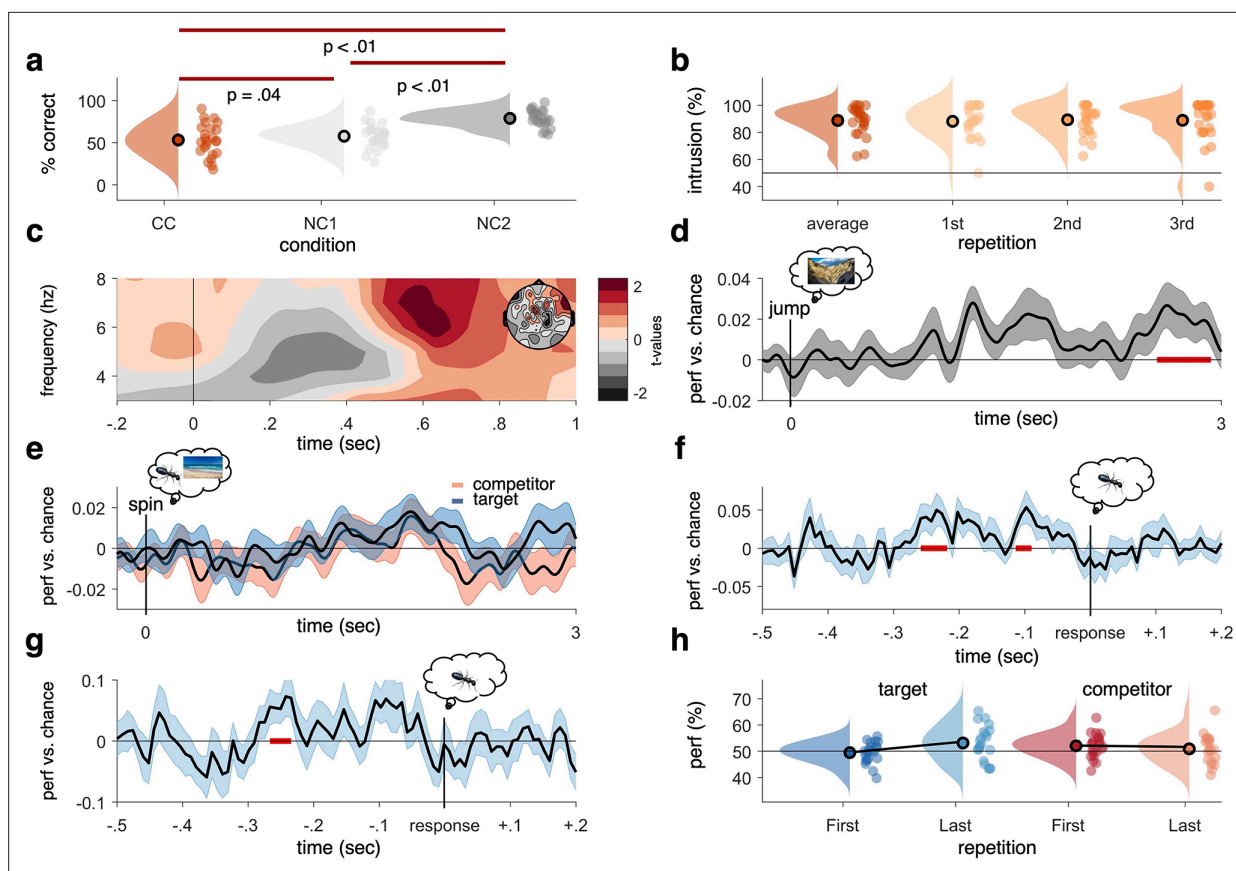 a
p < .01
p = .04
p < .01
% correct
100
50
0
CC
NC1
NC2
condition
b
intrusion (%)
100
80
60
40
average
1st
2nd
3rd
repetition
c
frequency (hz)
8
6
4
-0.2
0
.2
.4
.6
.8
1
time (sec)
2
0
-2
t-values
d
jump
perf vs. chance
0.04
0.02
0
-0.02
0
3
time (sec)
e
spin
competitor
target
perf vs. chance
0.02
0
-0.02
0
3
time (sec)
f
perf vs. chance
0.05
0
-0.05
-.5
-.4
-.3
-.2
-.1
response
+.1
+.2
time (sec)
g
perf vs. chance
0.1
0
-0.1
-.5
-.4
-.3
-.2
-.1
response
+.1
+.2
time (sec)
h
target
competitor
perf (%)
70
60
50
40
First
Last
First
Last
repetition